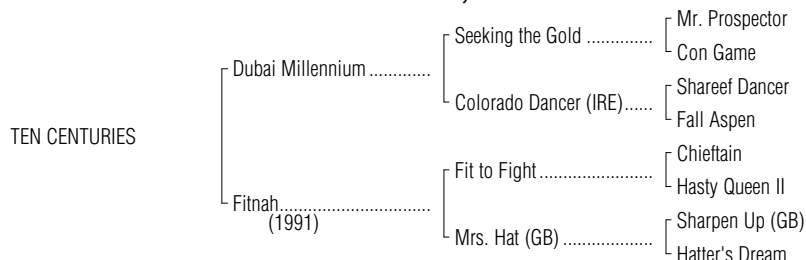 Mr. Prospector
Seeking the Gold ..............
Con Game
Dubai Millennium .............
Shareef Dancer
Colorado Dancer (IRE)......
Fall Aspen
TEN CENTURIES
Chieftain
Fit to Fight........................
Hasty Queen II
Fitnah................................
(1991)
Sharpen Up (GB)
Mrs. Hat (GB) ...................
Hatter's Dream